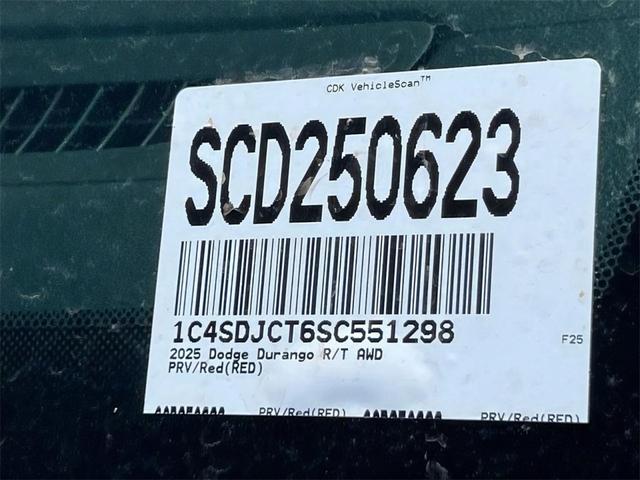 CDK VehicleScan™
SCD250623
1C4SDJCT6SC551298
F25
2025 Dodge Durango R/T AWD
PRV/Red(RED)
PRV/Red(RED) PRV/Red(RED)